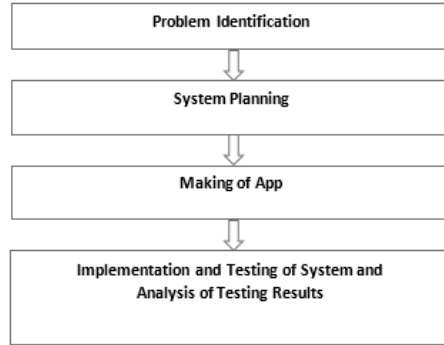 Problem Identification
System Planning
Making of App
Implementation and Testing of System and
Analysis of Testing Results